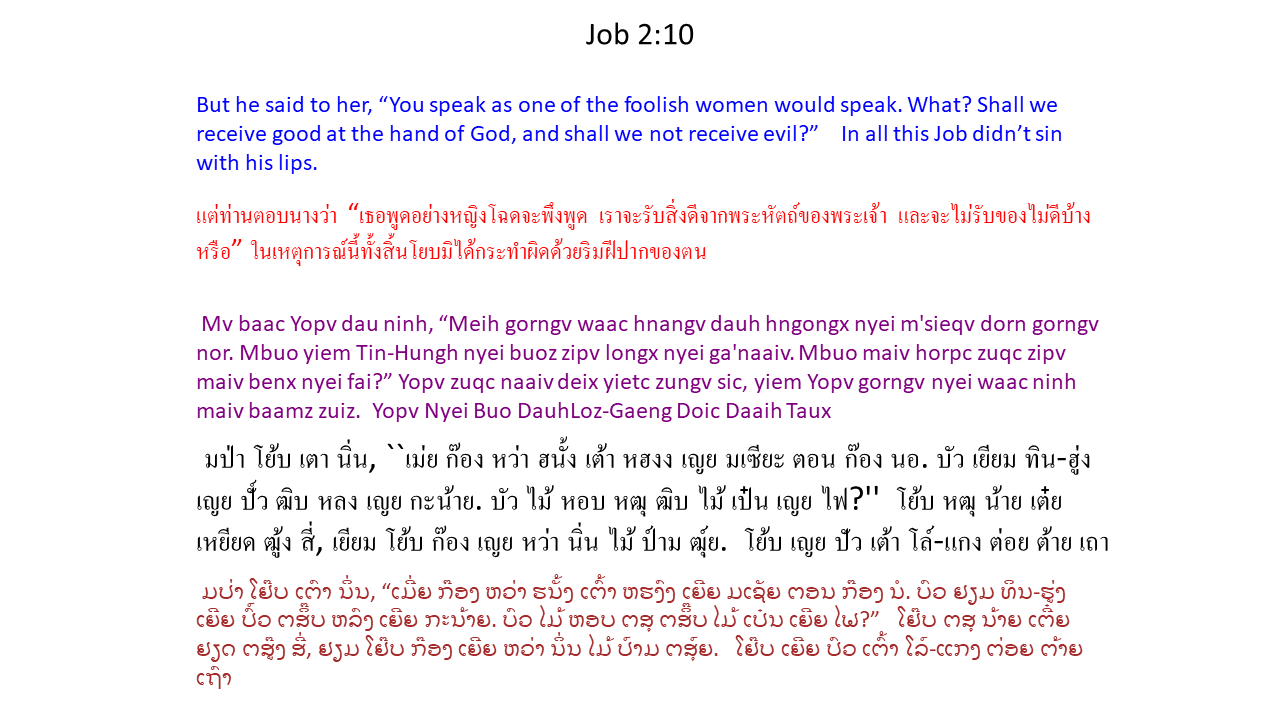 Job 2:10
But he said to her, “You speak as one of the foolish women would speak. What? Shall we
receive good at the hand of God, and shall we not receive evil?” In all this Job didn’t sin
with his lips.
แต่ท่านตอบนางว่า “เธอพูดอย่างหญิงโฉดจะพึงพูด เราจะรับสิ่งดีจากพระหัตถ์ของพระเจ้า และจะไม่รับของไม่ดีบ้าง
หรือ” ในเหตุการณ์นี้ทั้งสิ้นโยบมิได้กระทำผิดด้วยริมฝีปากของตน
Mv baac Yopv dau ninh, “Meih gorngv waac hnangv dauh hngongx nyei m'sieqv dorn gorngv
nor. Mbuo yiem Tin-Hungh nyei buoz zipv longx nyei ga'naaiv. Mbuo maiv horpc zuqc zipv
maiv benx nyei fai?” Yopv zuqc naaiv deix yietc zungv sic, yiem Yopv gorngv nyei waac ninh
maiv baamz zuiz. Yopv Nyei Buo DauhLoz-Gaeng Doic Daaih Taux
มป่า โย้บ เตา นิ่น, ``เม่ย ก๊อง หว่า ฮนั้ง เต้า หฮงง เญย มเซียะ ตอน ก๊อง นอ. บัว เยียม ทิน-ฮู่ง
เญย ปั์ว ฒิบ หลง เญย กะน้าย. บัว ไม้ หอบ หฒุ ฒิบ ไม้ เป๋น เญย ไฟ?'' โย้บ หฒุ น้าย เต๋ย
เหยียด ฒู้ง สี่, เยียม โย้บ ก๊อง เญย หว่า นิ่น ไม้ ป์าม ฒุ์ย. โย้บ เญย ปัว เต้า โล์-แกง ต่อย ต้าย เถา
ມປ່າ ໂຢ໊ບ ເຕົາ ນິ່ນ, “ເມີ່ຍ ກ໊ອງ ຫວ່າ ຮນັ້ງ ເຕົ້າ ຫຮງົງ ເຍີຍ ມເຊັຍ ຕອນ ກ໊ອງ ນໍ. ບົວ ຢຽມ ທິນ-ຮູ່ງ
ເຍີຍ ປົ໌ວ ຕສິ໊ບ ຫລົງ ເຍີຍ ກະນ້າຍ. ບົວ ໄມ້ ຫອບ ຕສຸ ຕສິ໊ບ ໄມ້ ເປ໋ນ ເຍີຍ ໄຟ?” ໂຢ໊ບ ຕສຸ ນ້າຍ ເຕີ໋ຍ
ຢຽດ ຕສູ໊ງ ສີ່, ຢຽມ ໂຢ໊ບ ກ໊ອງ ເຍີຍ ຫວ່າ ນິ່ນ ໄມ້ ປ໌າມ ຕສຸ໌ຍ. ໂຢ໊ບ ເຍີຍ ປົວ ເຕົ້າ ໂລ໌-ແກງ ຕ່ອຍ ຕ້າຍ
ເຖົາ